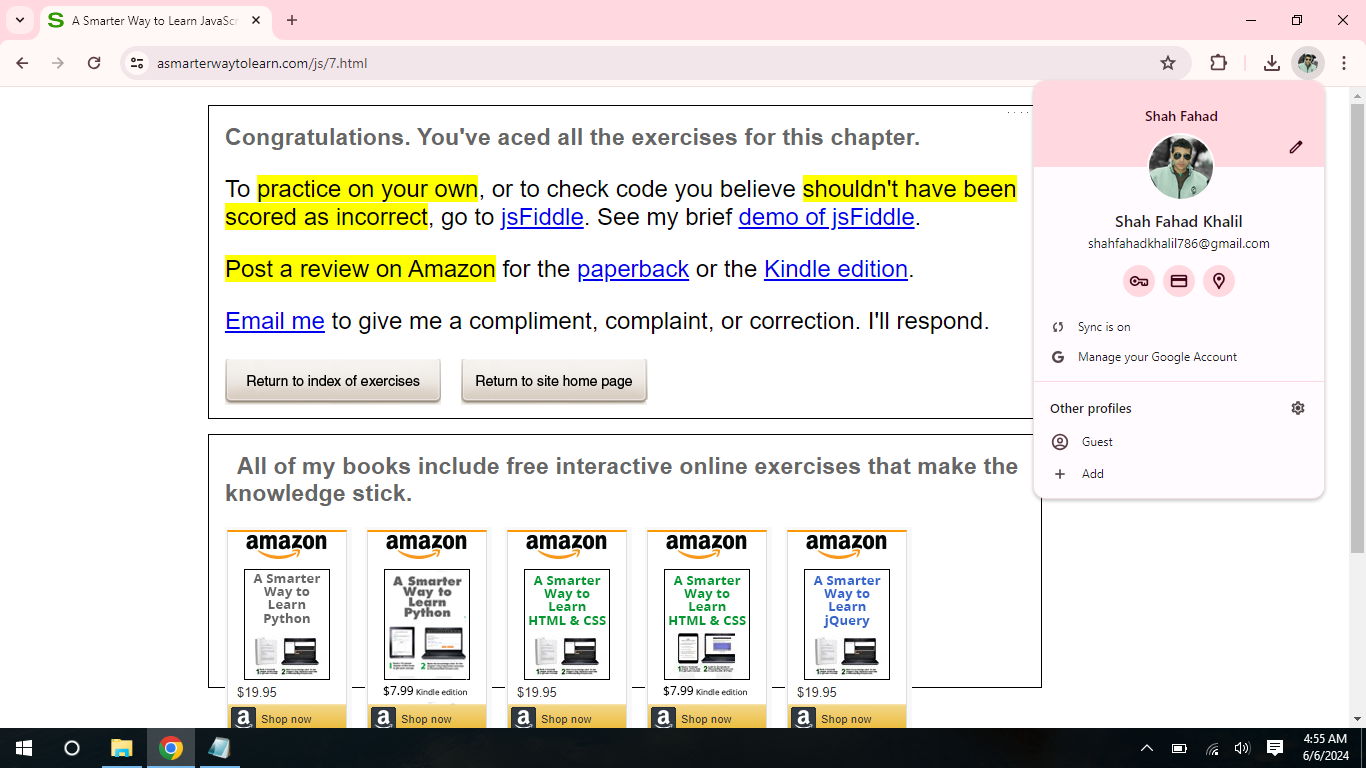 A Smarter Way to Learn JavaScr
asmarterwaytolearn.com/js/7.html
Congratulations. You've aced all the exercises for this chapter.
To practice on your own, or to check code you believe shouldn't have been
scored as incorrect, go to jsFiddle. See my brief demo of jsFiddle.
Post a review on Amazon for the paperback or the Kindle edition.
Email me to give me a compliment, complaint, or correction. I'll respond.
Return to index of exercises
Return to site home page
Shah Fahad
Shah Fahad Khalil
shahfahadkhalil786@gmail.com
Sync is on
Manage your Google Account
Other profiles
Guest
Add
All of my books include free interactive online exercises that make the
knowledge stick.
amazon
A Smarter
Way to
Learn
Python
$19.95
Shop now
amazon
A Smarter
Way to
Learn
Python
$7.99 Kindle edition
Shop now
amazon
A Smarter
Way to
Learn
HTML & CSS
$19.95
Shop now
amazon
A Smarter
Way to
Learn
HTML & CSS
$7.99 Kindle edition
Shop now
amazon
A Smarter
Way to
Learn
jQuery
$19.95
Shop now
4:55 AM
6/6/2024